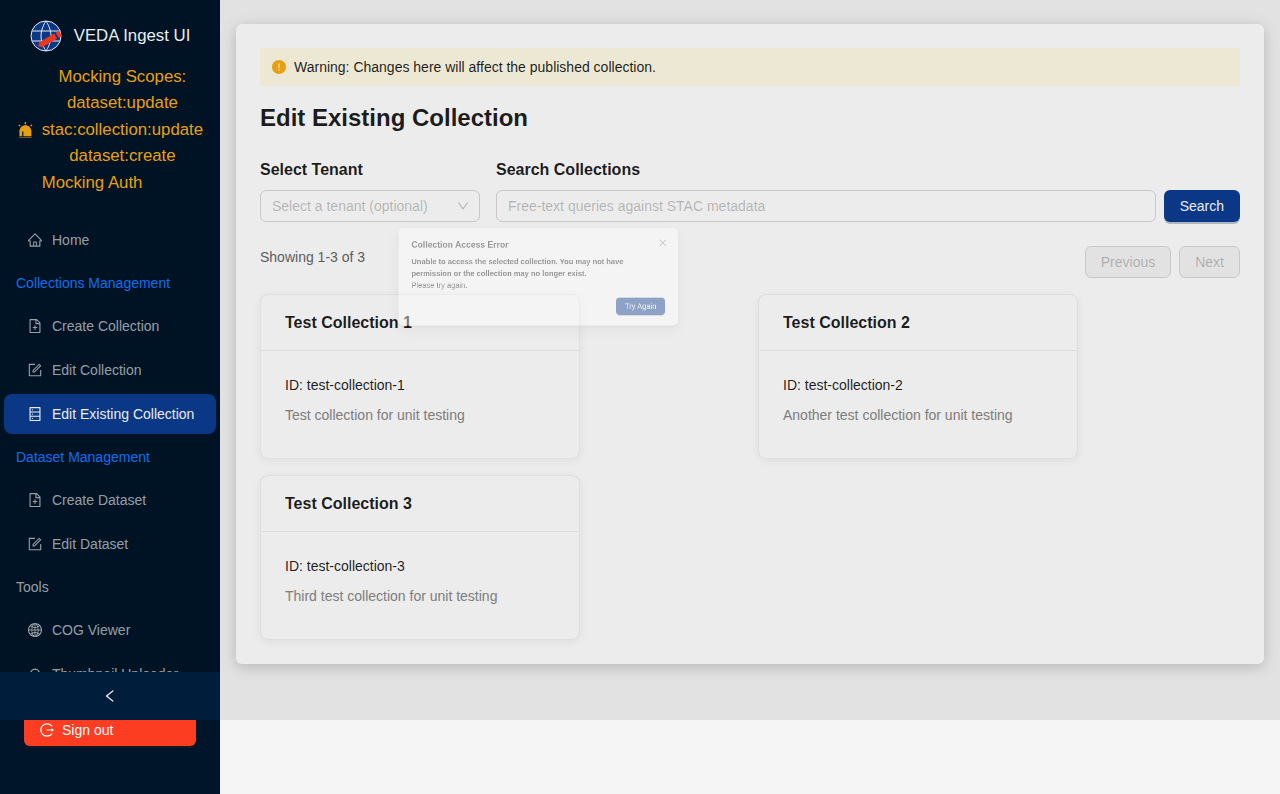 VEDA Ingest UI
Mocking Scopes:
dataset:update
stac:collection:update
dataset:create
Mocking Auth
Home
Collections Management
Create Collection
Edit Collection
Edit Existing Collection
Dataset Management
Create Dataset
Edit Dataset
Tools
COG Viewer
Thumbnail Uploader
Sign out
Warning: Changes here will affect the published collection.
Edit Existing Collection
Select Tenant
Search Collections
Select a tenant (optional)
Free-text queries against STAC metadata
Search
Showing 1-3 of 3
Previous
Next
Collection Access Error
Unable to access the selected collection. You may not have
permission or the collection may no longer exist.
Please try again.
Try Again
Test Collection 1
ID: test-collection-1
Test collection for unit testing
Test Collection 2
ID: test-collection-2
Another test collection for unit testing
Test Collection 3
ID: test-collection-3
Third test collection for unit testing